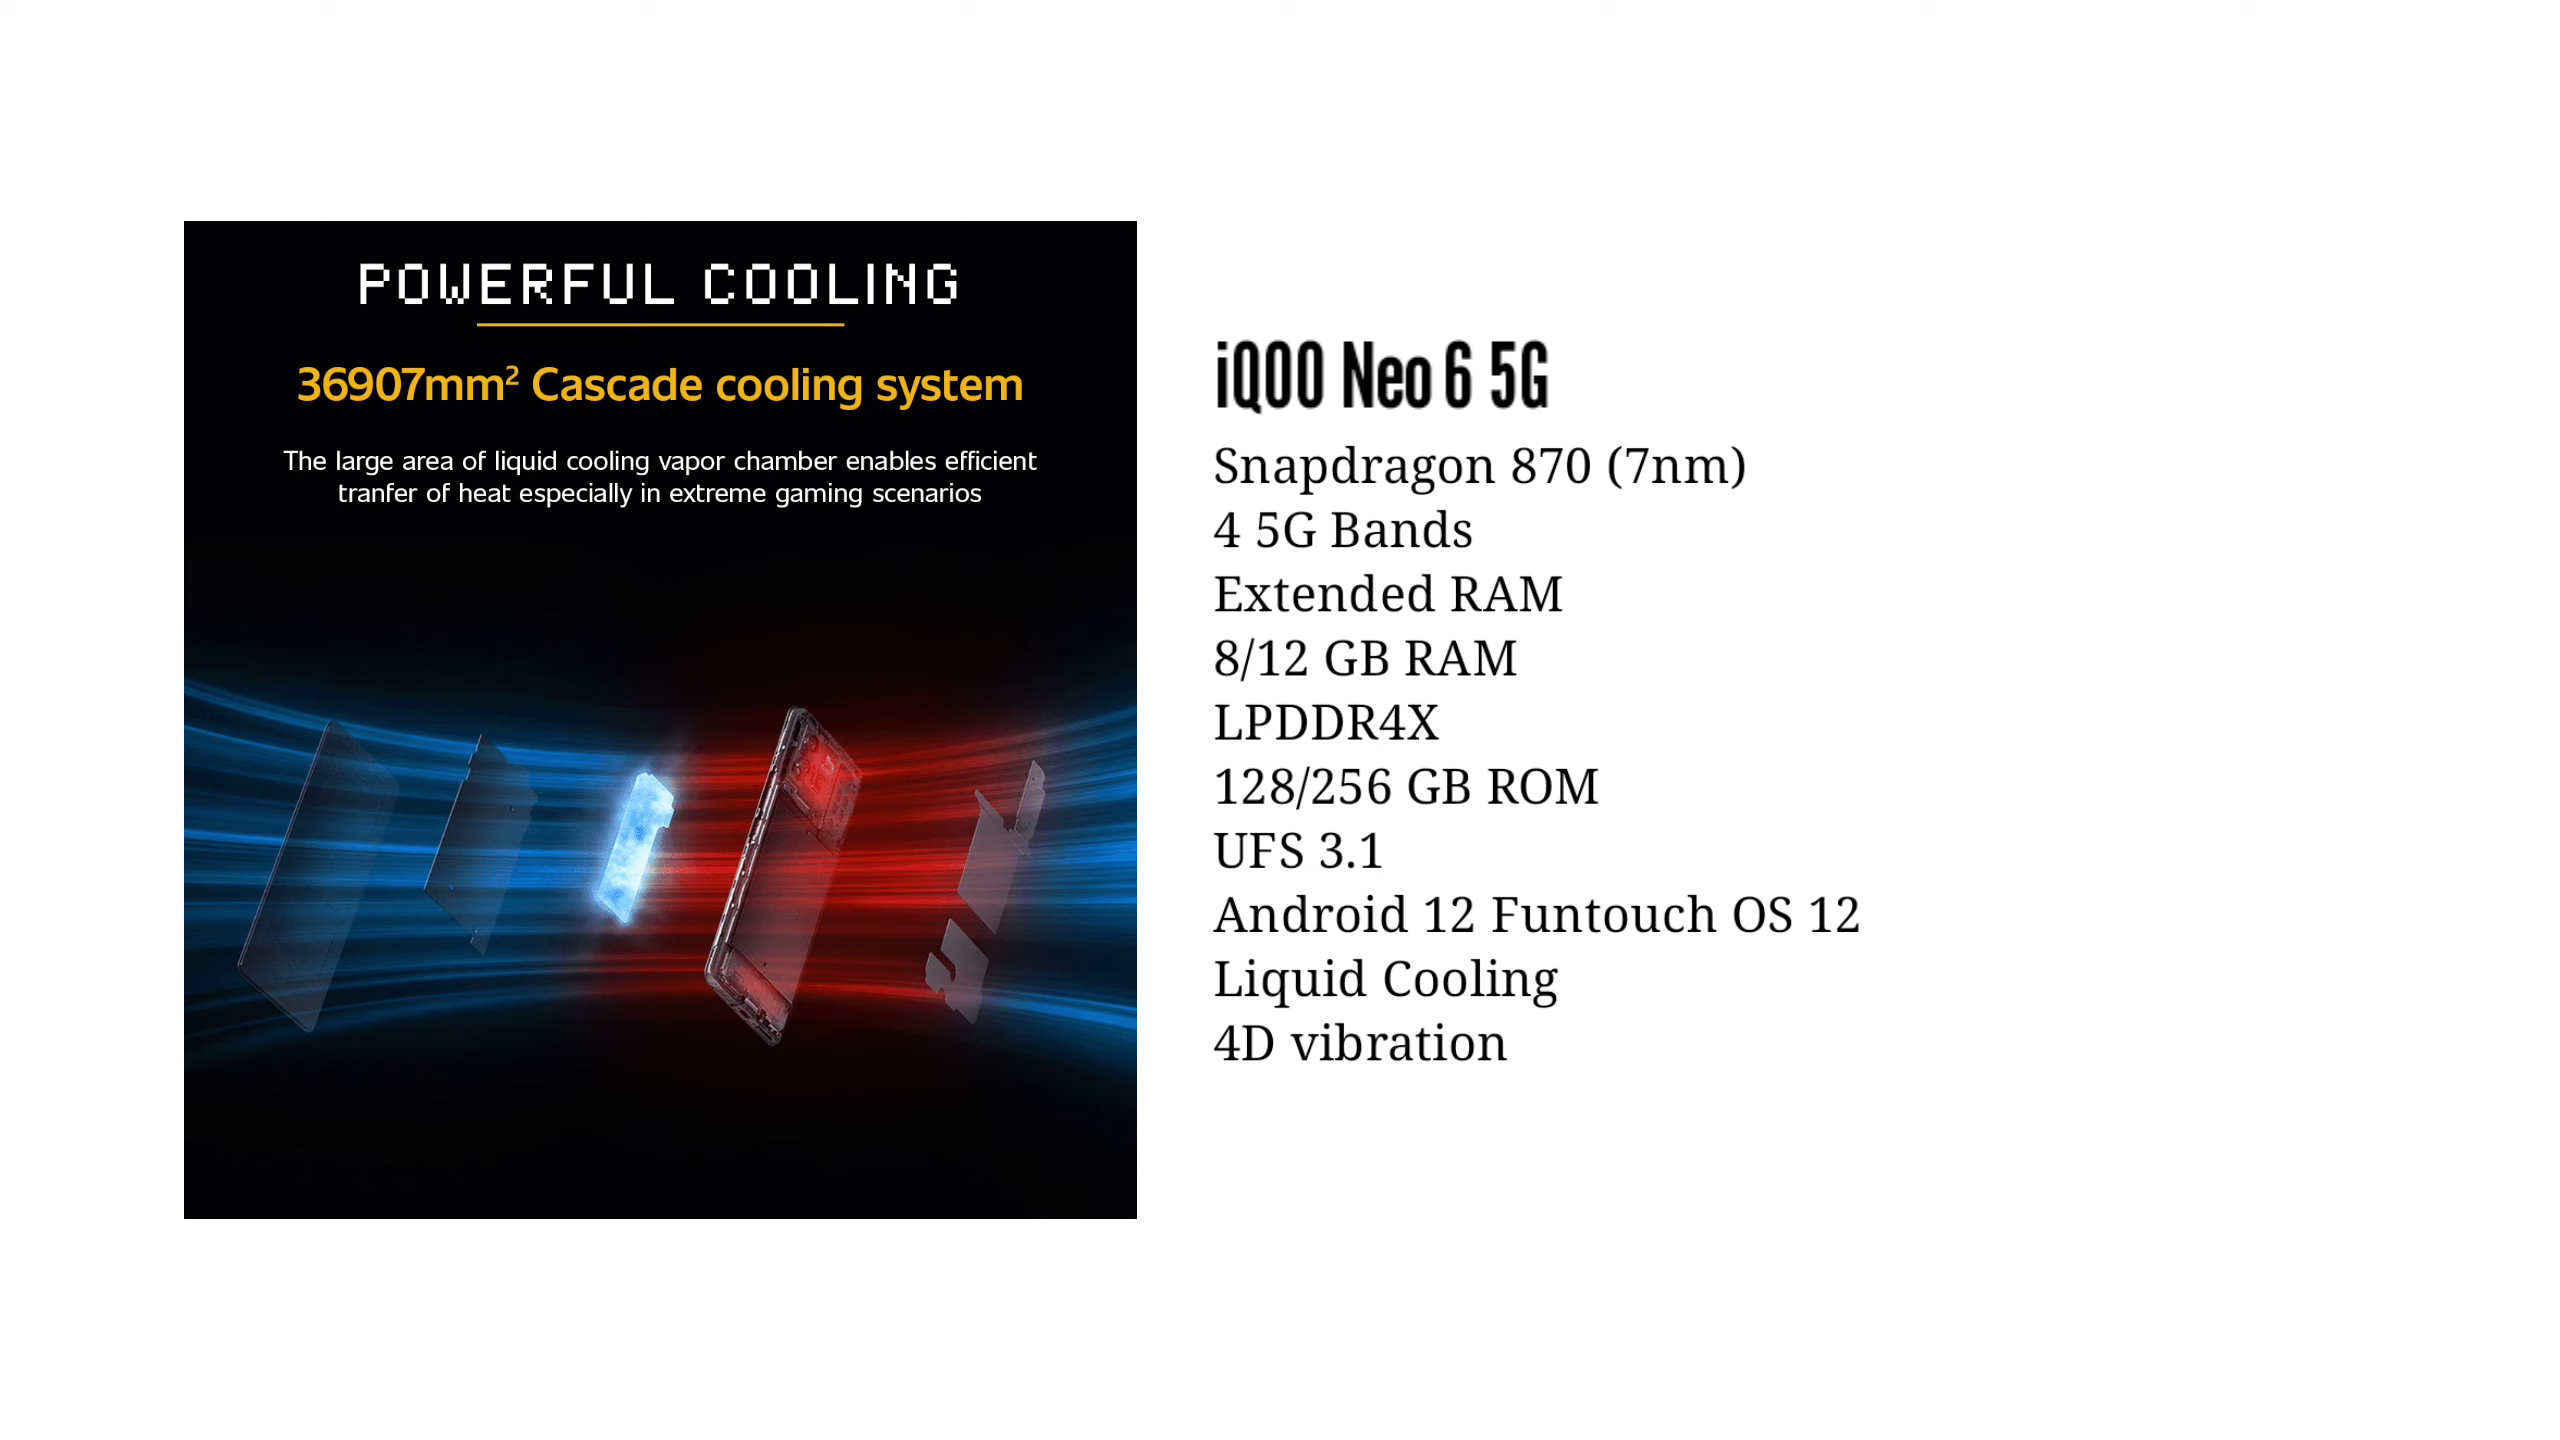 POWERFUL COOLING
36907mm² Cascade cooling system
The large area of liquid cooling vapor chamber enables efficient
tranfer of heat especially in extreme gaming scenarios
iQOO Neo 6 5G
Snapdragon 870 (7nm)
4 5G Bands
Extended RAM
8/12 GB RAM
LPDDR4X
128/256 GB ROM
UFS 3.1
Android 12 Funtouch OS 12
Liquid Cooling
4D vibration